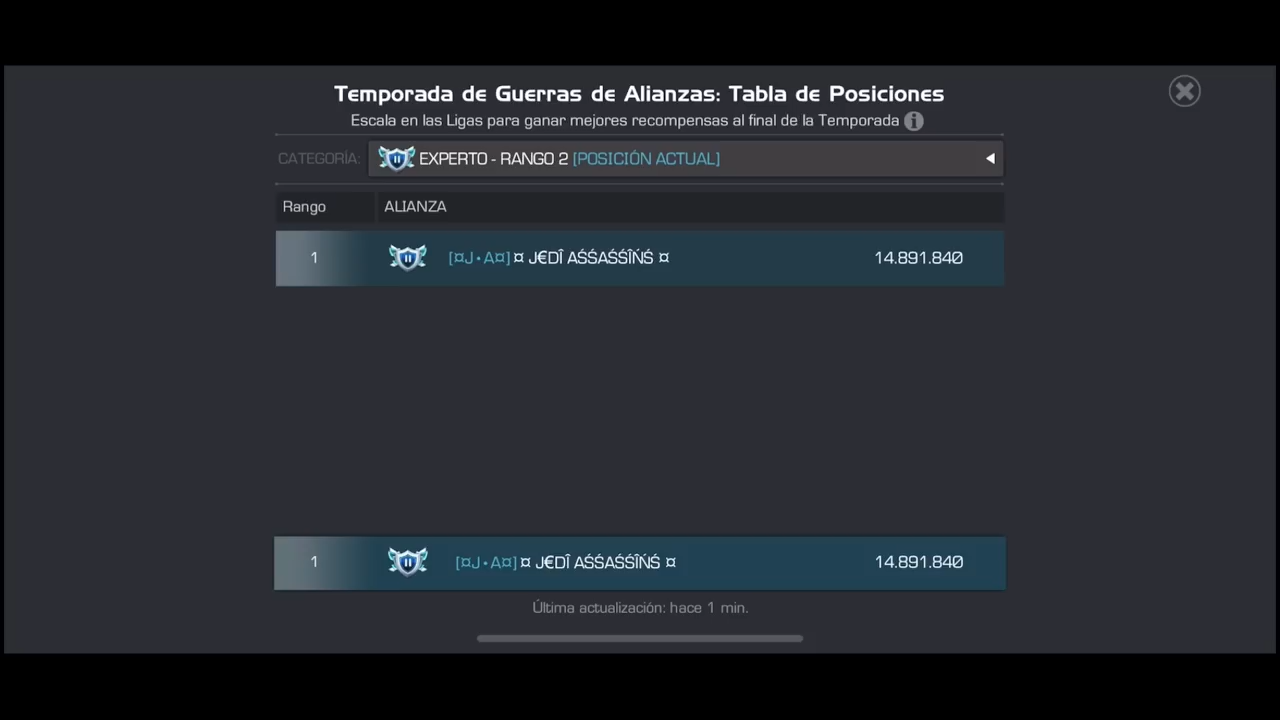 Temporada de Guerras de Alianzas: Tabla de Posiciones
Escala en las Ligas para ganar mejores recompensas al final de la Temporada
CATEGORÍA: EXPERTO - RANGO 2 [POSICIÓN ACTUAL]
Rango ALIANZA
1 [¤J•A¤] ¤ J€DÎ AŚŚAŚŚÎŃŚ ¤ 14.891.840
1 [¤J•A¤] ¤ J€DÎ AŚŚAŚŚÎŃŚ ¤ 14.891.840
Última actualización: hace 1 min.